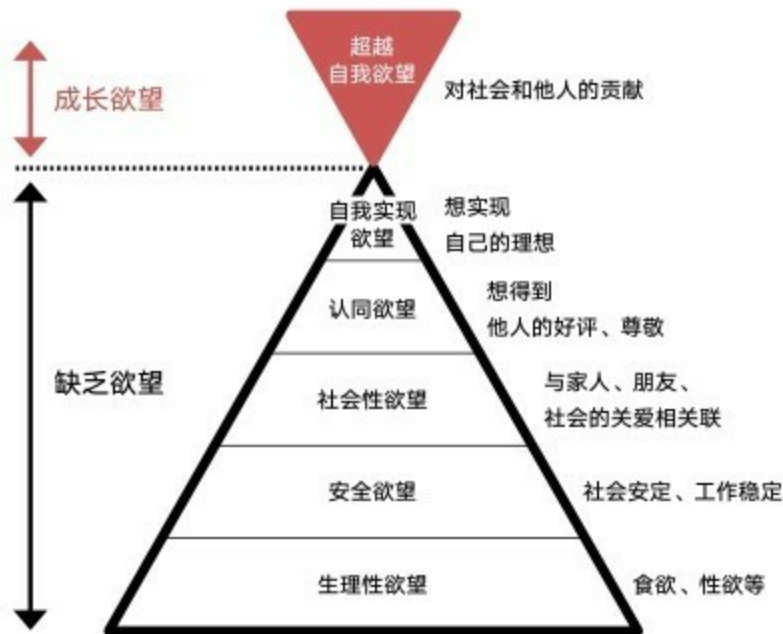 超越
自我欲望
对社会和他人的贡献
成长欲望
自我实现
欲望
想实现
自己的理想
认同欲望
想得到
他人的好评、尊敬
缺乏欲望
社会性欲望
与家人、朋友、
社会的关爱相关联
安全欲望
社会安定、工作稳定
生理性欲望
食欲、性欲等